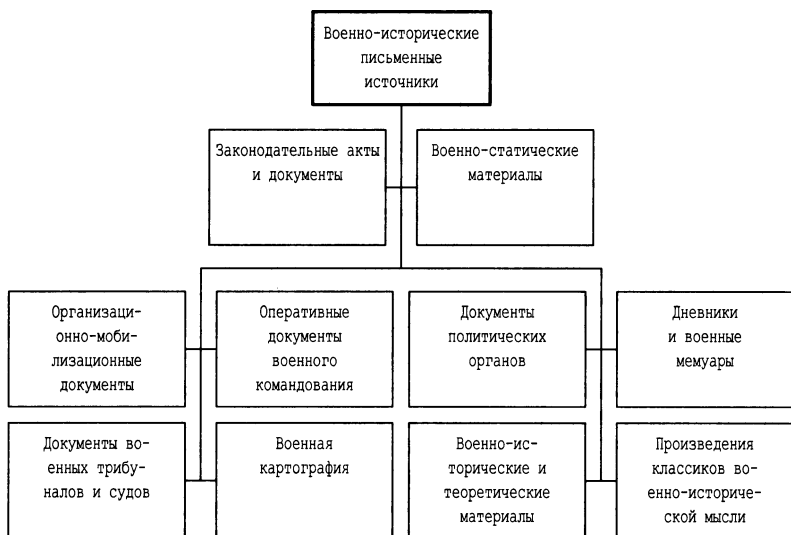 Военно-исторические
письменные
источники
Законодательные акты
и документы
Военно-статические
материалы
Организаци-
онно-моби-
лизационные
документы
Оперативные
документы
военного
командования
Документы
политических
органов
Дневники
и военные
мемуары
Документы во-
енных трибу-
налов и судов
Военная
картография
Военно-ис-
торические и
теоретические
материалы
Произведения
классиков во-
енно-историче-
ской мысли